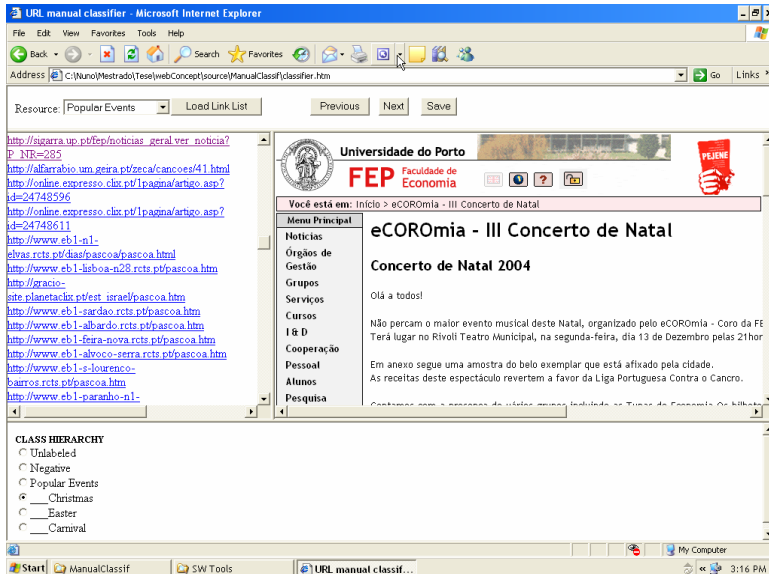 URL manual classifier - Microsoft Internet Explorer
File Edit View Favorites Tools Help
Back Search Favorites
Address C:\Nuno\Mestrado\Tese\webConcept\source\ManualClassif\classifier.htm Go Links
Resource: Popular Events Load Link List Previous Next Save
http://sigarra.up.pt/fep/noticias_geral.ver_noticia?
P_NR=285
http://alfarrabio.um.geira.pt/zeca/cancoes/41.html
http://online.expresso.clix.pt/1pagina/artigo.asp?
id=24748596
http://online.expresso.clix.pt/1pagina/artigo.asp?
id=24748611
http://www.eb1-n1-
elvas.rcts.pt/dias/pascoa/pascoa.html
http://www.eb1-lisboa-n28.rcts.pt/pascoa.htm
http://gracio-
site.planetaclix.pt/est_israel/pascoa.htm
http://www.eb1-sardao.rcts.pt/pascoa.htm
http://www.eb1-albardo.rcts.pt/pascoa.htm
http://www.eb1-feira-nova.rcts.pt/pascoa.htm
http://www.eb1-alvoco-serra.rcts.pt/pascoa.htm
http://www.eb1-s-lourenco-
bairros.rcts.pt/pascoa.htm
http://www.eb1-paranho-n1-
Universidade do Porto
FEP Faculdade de
Economia
PEJENE
Você está em: Início > eCOROmia - III Concerto de Natal
Menu Principal
Noticias
Órgãos de
Gestão
Grupos
Serviços
Cursos
I & D
Cooperação
Pessoal
Alunos
Pesquisa
eCOROmia - III Concerto de Natal
Concerto de Natal 2004
Olá a todos!
Não percam o maior evento musical deste Natal, organizado pelo eCOROmia - Coro da FE
Terá lugar no Rivoli Teatro Municipal, na segunda-feira, dia 13 de Dezembro pelas 21hor
Em anexo segue uma amostra do belo exemplar que está afixado pela cidade.
As receitas deste espectáculo revertem a favor da Liga Portuguesa Contra o Cancro.
CLASS HIERARCHY
Unlabeled
Negative
Popular Events
___Christmas
___Easter
___Carnival
My Computer
Start ManualClassif SW Tools URL manual classif... 3:16 PM